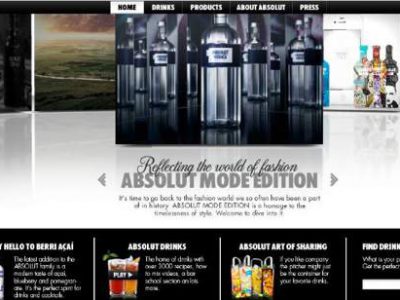 HOME DRINKS PRODUCTS ABOUT ABSOLUT PRESS
Reflecting the world of fashion
ABSOLUT MODE EDITION
It's time to go back to the fashion world we so often have been a part
of in history. ABSOLUT MODE EDITION is a homage to the
timelessness of style. Welcome to dive into it.
HELLO TO BERRI AÇAÍ
The latest addition to the
ABSOLUT family is a
modern taste of açaí,
blueberry and pomegran-
ate. It's the perfect gem for
drinks and cocktails.
ABSOLUT DRINKS
PLAY
The home of drinks with
over 3000 recipes, how
to mix videos, a bar
school section an lots
more.
ABSOLUT ART OF SHARING
If you like company
the pitcher might just
be the container for
your favorite drinks.
FIND DRINK
What is your p
Get the perfect